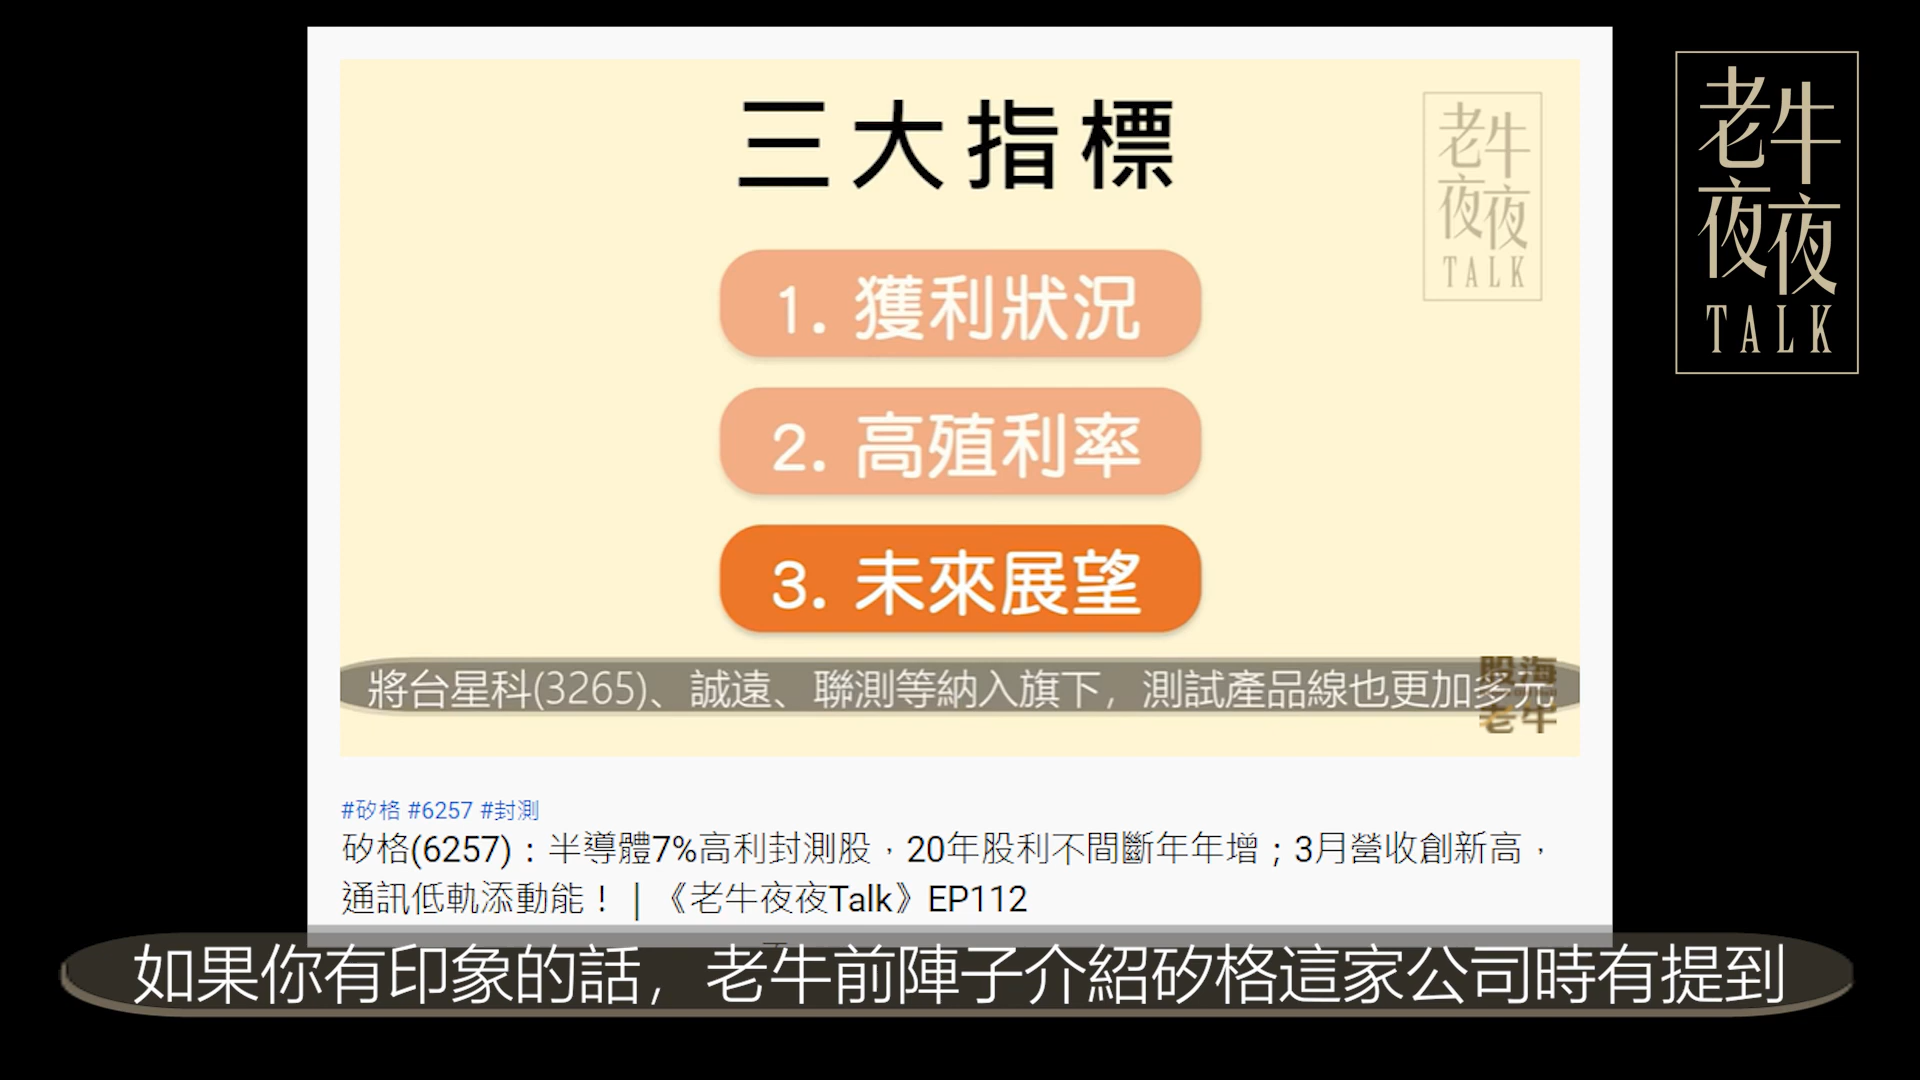 三大指標
老牛
夜夜
TALK
1. 獲利狀況
2. 高殖利率
3. 未來展望
將台星科(3265)、誠遠、聯測等納入旗下，測試產品線也更加多元
股海
老牛
#矽格 #6257 #封測
矽格(6257)：半導體7%高利封測股，20年股利不間斷年年增；3月營收創新高，
通訊低軌添動能！｜《老牛夜夜Talk》EP112
如果你有印象的話，老牛前陣子介紹矽格這家公司時有提到
老牛
夜夜
TALK